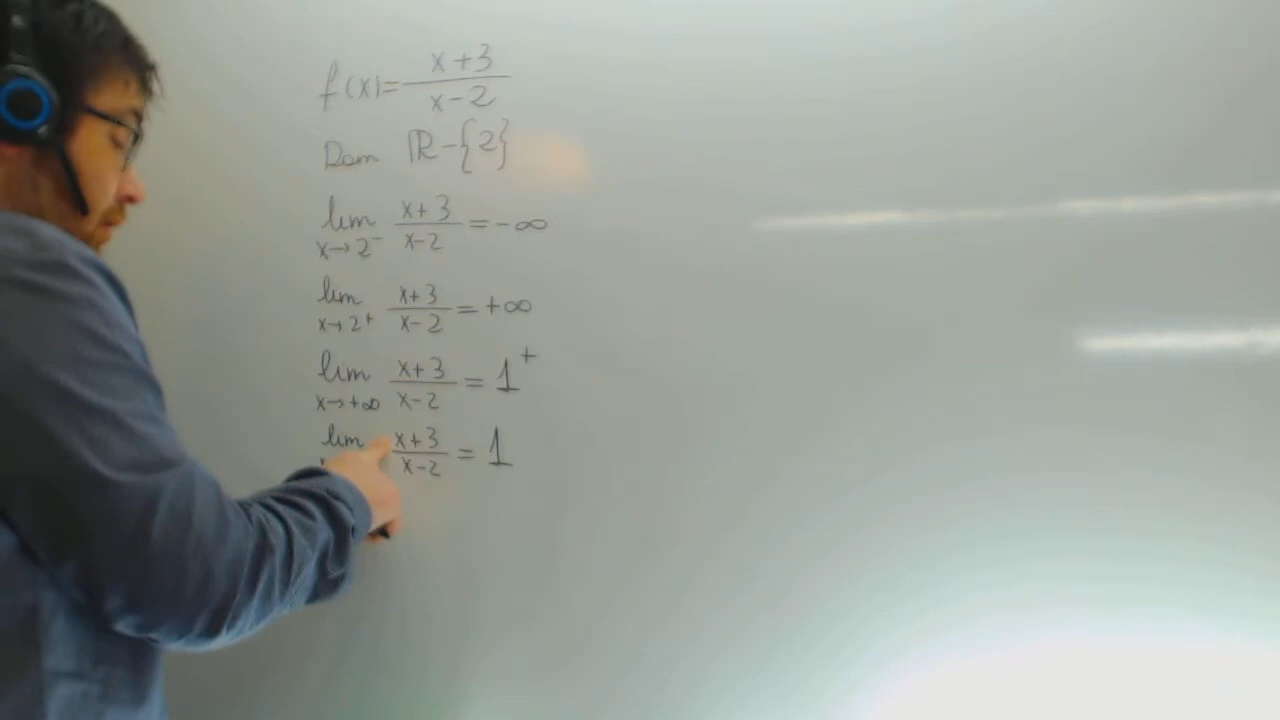 f(x)= x+3 / x-2
Dom ℝ-{2}
lim x→2⁻ x+3 / x-2 = -∞
lim x→2⁺ x+3 / x-2 = +∞
lim x→+∞ x+3 / x-2 = 1⁺
lim x+3 / x-2 = 1